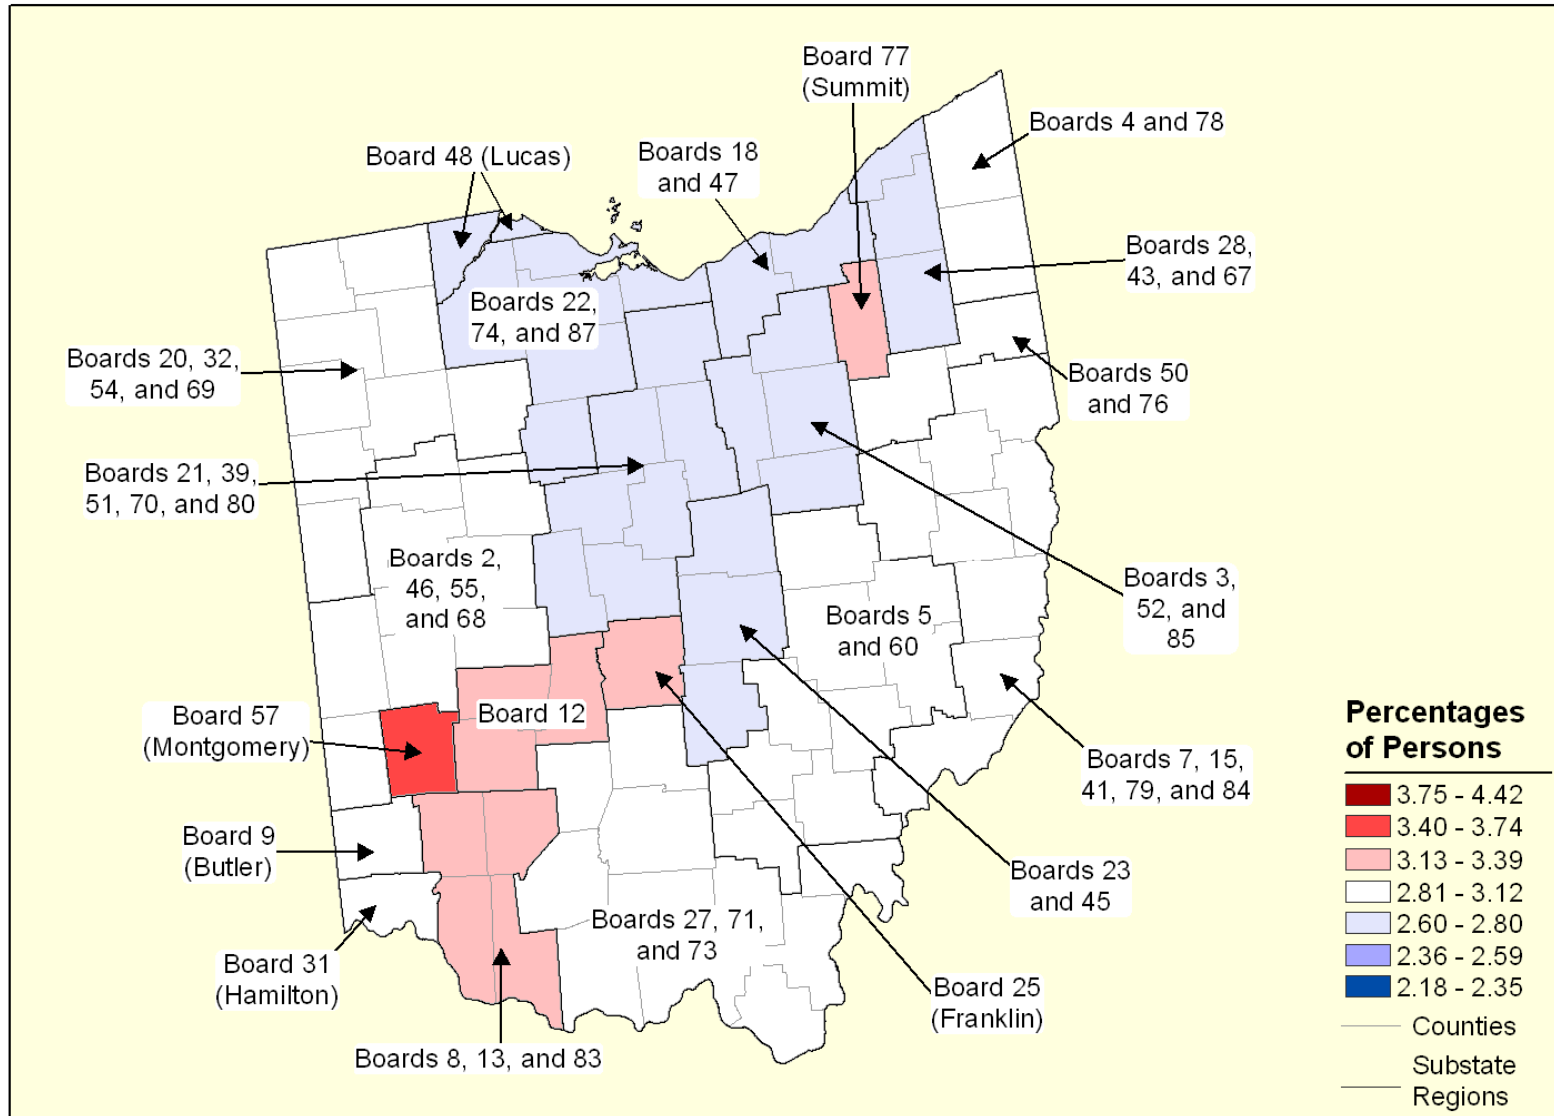 Board 77
(Summit)
Boards 4 and 78
Board 48 (Lucas)
Boards 18
and 47
Boards 28,
43, and 67
Boards 22,
74, and 87
Boards 20, 32,
54, and 69
Boards 50
and 76
Boards 21, 39,
51, 70, and 80
Boards 2,
46, 55,
and 68
Boards 3,
52, and
85
Boards 5
and 60
Board 57
(Montgomery)
Board 12
Boards 7, 15,
41, 79, and 84
Board 9
(Butler)
Boards 23
and 45
Boards 27, 71,
and 73
Board 31
(Hamilton)
Board 25
(Franklin)
Boards 8, 13, and 83
Percentages
of Persons
3.75 - 4.42
3.40 - 3.74
3.13 - 3.39
2.81 - 3.12
2.60 - 2.80
2.36 - 2.59
2.18 - 2.35
Counties
Substate
Regions